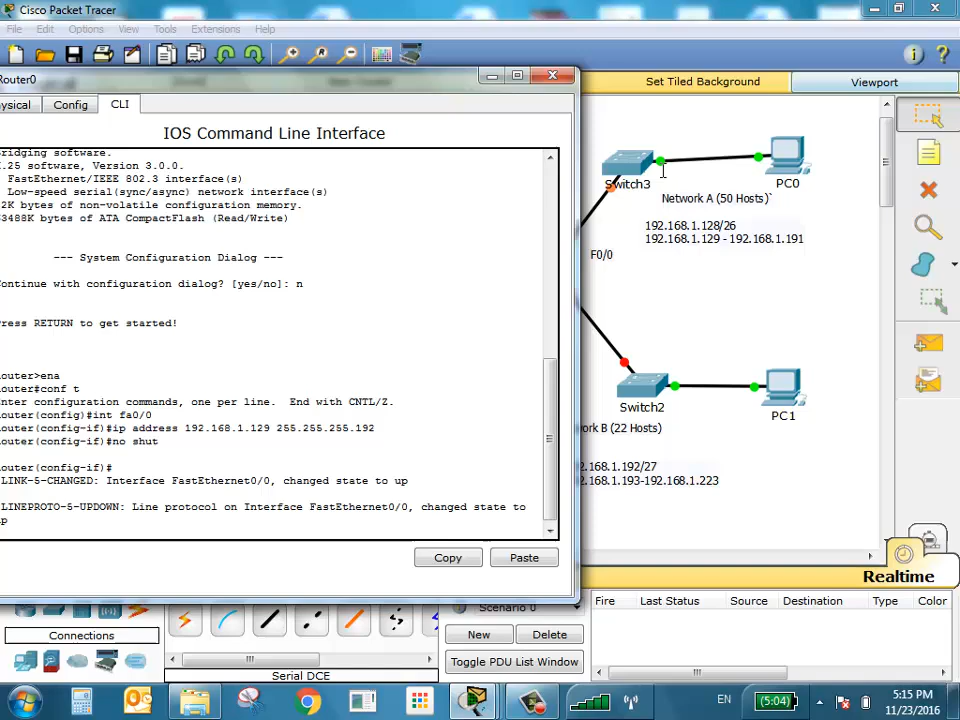 Cisco Packet Tracer
File Edit Options View Tools Extensions Help
Router0
Set Tiled Background
Viewport
ysical Config CLI
IOS Command Line Interface
Bridging software.
X.25 software, Version 3.0.0.
FastEthernet/IEEE 802.3 interface(s)
Low-speed serial(sync/async) network interface(s)
2K bytes of non-volatile configuration memory.
63488K bytes of ATA CompactFlash (Read/Write)
--- System Configuration Dialog ---
ontinue with configuration dialog? [yes/no]: n
ress RETURN to get started!
outer>ena
outer#conf t
nter configuration commands, one per line.  End with CNTL/Z.
outer(config)#int fa0/0
outer(config-if)#ip address 192.168.1.129 255.255.255.192
outer(config-if)#no shut
outer(config-if)#
LINK-5-CHANGED: Interface FastEthernet0/0, changed state to up
LINEPROTO-5-UPDOWN: Line protocol on Interface FastEthernet0/0, changed state to
up
Copy
Paste
Switch3
PC0
Network A (50 Hosts)`
192.168.1.128/26
192.168.1.129 - 192.168.1.191
F0/0
Switch2
PC1
rk B (22 Hosts)
2.168.1.192/27
2.168.1.193-192.168.1.223
Realtime
Scenario 0
Fire Last Status Source Destination Type Color
New Delete
Toggle PDU List Window
Connections
Serial DCE
EN
(5:04)
5:15 PM
11/23/2016